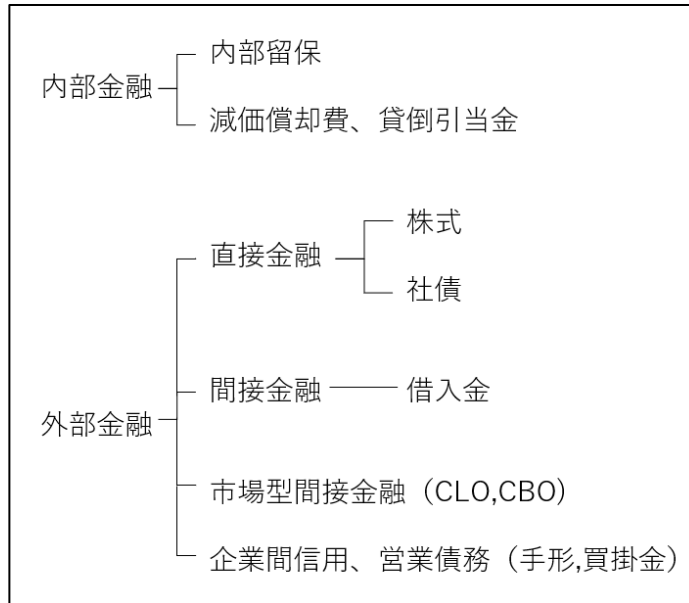 内部金融
内部留保
減価償却費、貸倒引当金
外部金融
直接金融
株式
社債
間接金融
借入金
市場型間接金融（CLO,CBO）
企業間信用、営業債務（手形,買掛金）